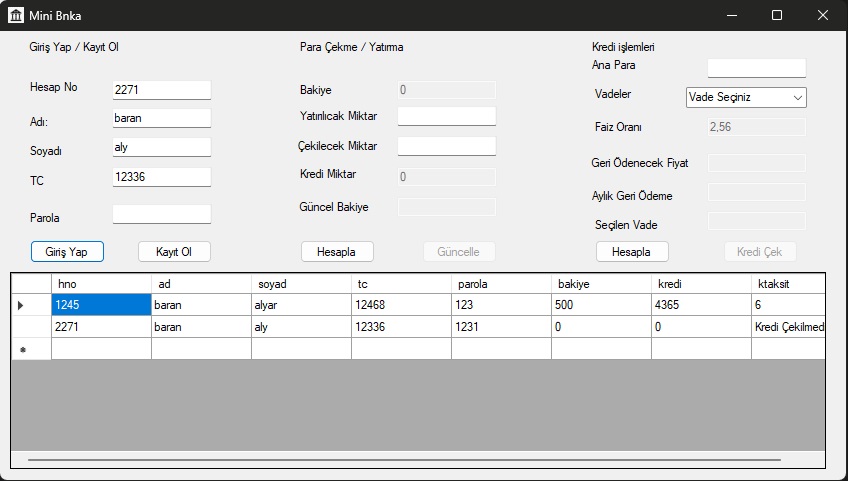 Mini Bnka
Giriş Yap / Kayıt Ol
Hesap No 2271
Adı: baran
Soyadı aly
TC 12336
Parola
Giriş Yap Kayıt Ol
Para Çekme / Yatırma
Bakiye 0
Yatırılıcak Miktar
Çekilecek Miktar
Kredi Miktar 0
Güncel Bakiye
Hesapla Güncelle
Kredi işlemleri
Ana Para
Vadeler Vade Seçiniz
Faiz Oranı 2,56
Geri Ödenecek Fiyat
Aylık Geri Ödeme
Seçilen Vade
Hesapla Kredi Çek
hno ad soyad tc parola bakiye kredi ktaksit
1245 baran alyar 12468 123 500 4365 6
2271 baran aly 12336 1231 0 0 Kredi Çekilmed